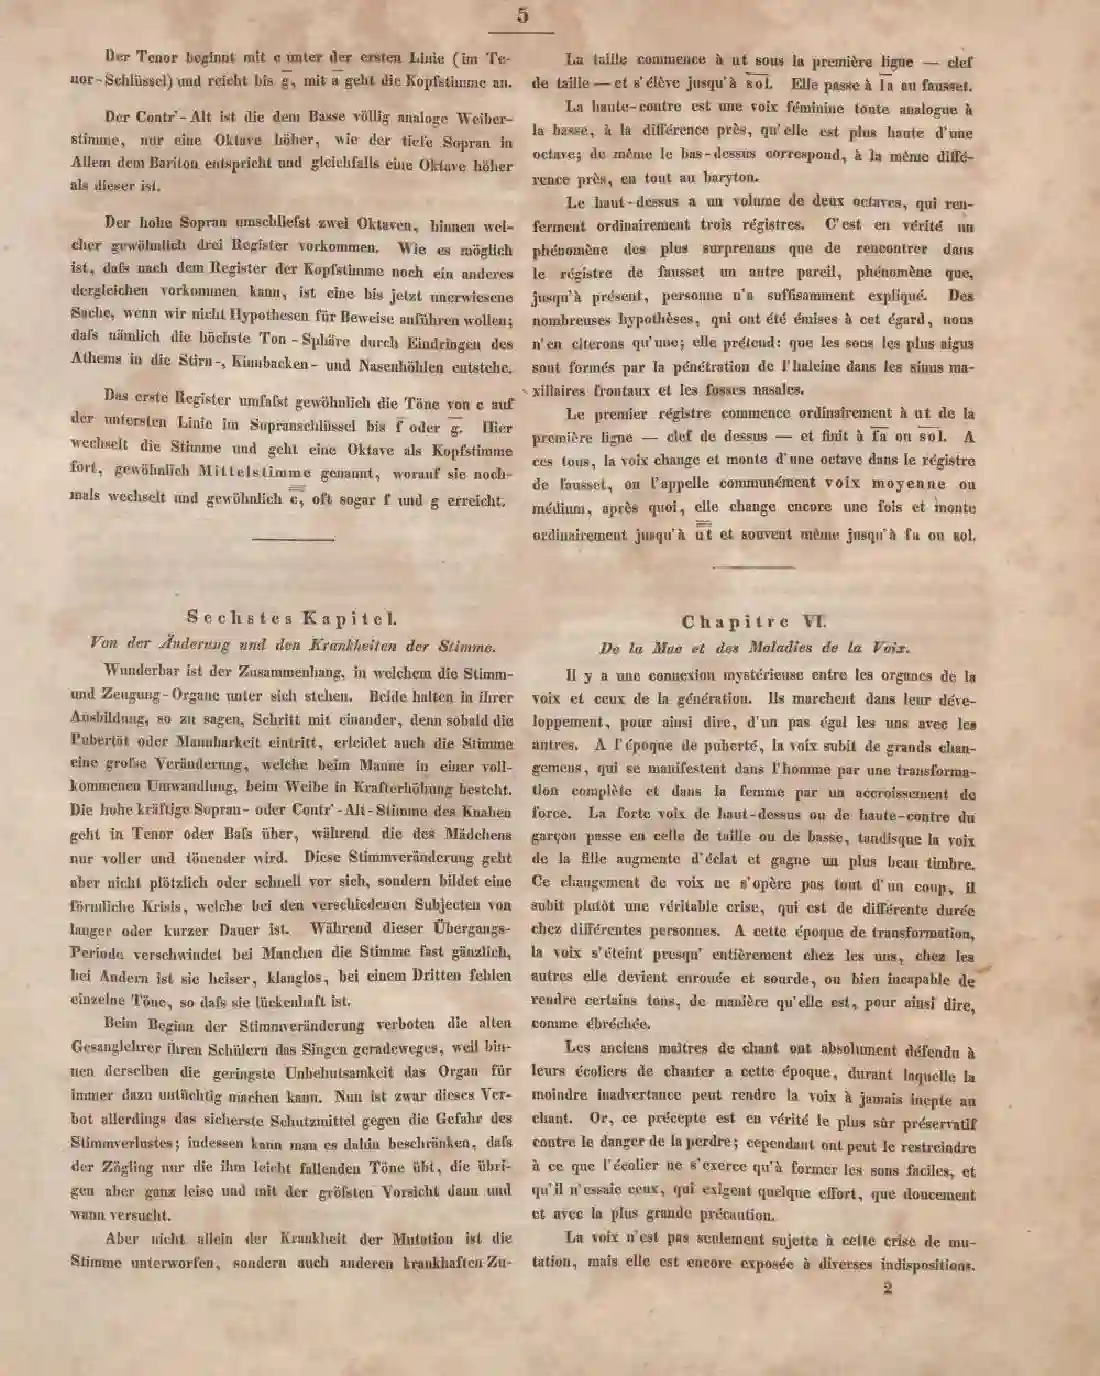 5
Der Tenor beginnt mit c unter der ersten Linie (im Te-
nor-Schlüssel) und reicht bis g̅, mit a̅ geht die Kopfstimme an.
Der Contr'-Alt ist die dem Basse völlig analoge Weiber-
stimme, nur eine Oktave höher, wie der tiefe Sopran in
Allem dem Bariton entspricht und gleichfalls eine Oktave höher
als dieser ist.
Der hohe Sopran umschliefst zwei Oktaven, binnen wel-
cher gewöhnlich drei Register vorkommen. Wie es möglich
ist, dafs nach dem Register der Kopfstimme noch ein anderes
dergleichen vorkommen kann, ist eine bis jetzt unerwiesene
Sache, wenn wir nicht Hypothesen für Beweise anführen wollen;
dafs nämlich die höchste Ton-Sphäre durch Eindringen des
Athems in die Stirn-, Kinnbacken- und Nasenhöhlen entstehe.
Das erste Register umfafst gewöhnlich die Töne von c auf
der untersten Linie im Sopranschlüssel bis f̅ oder g̅. Hier
wechselt die Stimme und geht eine Oktave als Kopfstimme
fort, gewöhnlich Mittelstimme genannt, worauf sie noch-
mals wechselt und gewöhnlich c̿, oft sogar f und g erreicht.
Sechstes Kapitel.
Von der Änderung und den Krankheiten der Stimme.
Wunderbar ist der Zusammenhang, in welchem die Stimm-
und Zeugung-Organe unter sich stehen. Beide halten in ihrer
Ausbildung, so zu sagen, Schritt mit einander, denn sobald die
Pubertät oder Mannbarkeit eintritt, erleidet auch die Stimme
eine grofse Veränderung, welche beim Manne in einer voll-
kommenen Umwandlung, beim Weibe in Krafterhöhung besteht.
Die hohe kräftige Sopran- oder Contr'-Alt-Stimme des Knaben
geht in Tenor oder Bafs über, während die des Mädchens
nur voller und tönender wird. Diese Stimmveränderung geht
aber nicht plötzlich oder schnell vor sich, sondern bildet eine
förmliche Krisis, welche bei den verschiedenen Subjecten von
langer oder kurzer Dauer ist. Während dieser Übergangs-
Periode verschwindet bei Manchen die Stimme fast gänzlich,
bei Andern ist sie heiser, klanglos, bei einem Dritten fehlen
einzelne Töne, so dafs sie lückenhaft ist.
Beim Beginn der Stimmveränderung verboten die alten
Gesanglehrer ihren Schülern das Singen geradeweges, weil bin-
nen derselben die geringste Unbehutsamkeit das Organ für
immer dazu untüchtig machen kann. Nun ist zwar dieses Ver-
bot allerdings das sicherste Schutzmittel gegen die Gefahr des
Stimmverlustes; indessen kann man es dahin beschränken, dafs
der Zögling nur die ihm leicht fallenden Töne übt, die übri-
gen aber ganz leise und mit der gröfsten Vorsicht dann und
wann versucht.
Aber nicht allein der Krankheit der Mutation ist die
Stimme unterworfen, sondern auch anderen krankhaften Zu-
La taille commence à ut sous la première ligne — clef
de taille — et s'élève jusqu'à s̅o̅l̅. Elle passe à l̅a̅ au fausset.
La haute-contre est une voix féminine toute analogue à
la basse, à la différence près, qu'elle est plus haute d'une
octave; de même le bas-dessus correspond, à la même diffé-
rence près, en tout au baryton.
Le haut-dessus a un volume de deux octaves, qui ren-
ferment ordinairement trois régistres. C'est en vérité un
phénomène des plus surprenans que de rencontrer dans
le régistre de fausset un autre pareil, phénomène que,
jusqu'à présent, personne n'a suffisamment expliqué. Des
nombreuses hypothèses, qui ont été émises à cet égard, nous
n'en citerons qu'une; elle prétend: que les sons les plus aigus
sont formés par la pénétration de l'haleine dans les sinus ma-
xillaires frontaux et les fosses nasales.
Le premier régistre commence ordinairement à ut de la
première ligne — clef de dessus — et finit à f̅a̅ ou s̅o̅l̅. A
ces tous, la voix change et monte d'une octave dans le régistre
de fausset, on l'appelle communément voix moyenne ou
médium, après quoi, elle change encore une fois et monte
ordinairement jusqu'à u̿t̿ et souvent même jusqu'à fa ou sol.
Chapitre VI.
De la Mue et des Maladies de la Voix.
Il y a une connexion mystérieuse entre les organes de la
voix et ceux de la génération. Ils marchent dans leur déve-
loppement, pour ainsi dire, d'un pas égal les uns avec les
autres. A l'époque de puberté, la voix subit de grands chan-
gemens, qui se manifestent dans l'homme par une transforma-
tion complète et dans la femme par un accroissement de
force. La forte voix de haut-dessus ou de haute-contre du
garçon passe en celle de taille ou de basse, tandisque la voix
de la fille augmente d'éclat et gagne un plus beau timbre.
Ce changement de voix ne s'opère pas tout d'un coup, il
subit plutôt une véritable crise, qui est de différente durée
chez différentes personnes. A cette époque de transformation,
la voix s'éteint presqu' entièrement chez les uns, chez les
autres elle devient enrouée et sourde, ou bien incapable de
rendre certains tons, de manière qu'elle est, pour ainsi dire,
comme ébréchée.
Les anciens maîtres de chant ont absolument défendu à
leurs écoliers de chanter a cette époque, durant laquelle la
moindre inadvertance peut rendre la voix à jamais inepte au
chant. Or, ce précepte est en vérité le plus sûr préservatif
contre le danger de la perdre; cependant ont peut le restreindre
à ce que l'écolier ne s'exerce qu'à former les sons faciles, et
qu'il n'essaie ceux, qui exigent quelque effort, que doucement
et avec la plus grande précaution.
La voix n'est pas seulement sujette à cette crise de mu-
tation, mais elle est encore exposée à diverses indispositions.
2